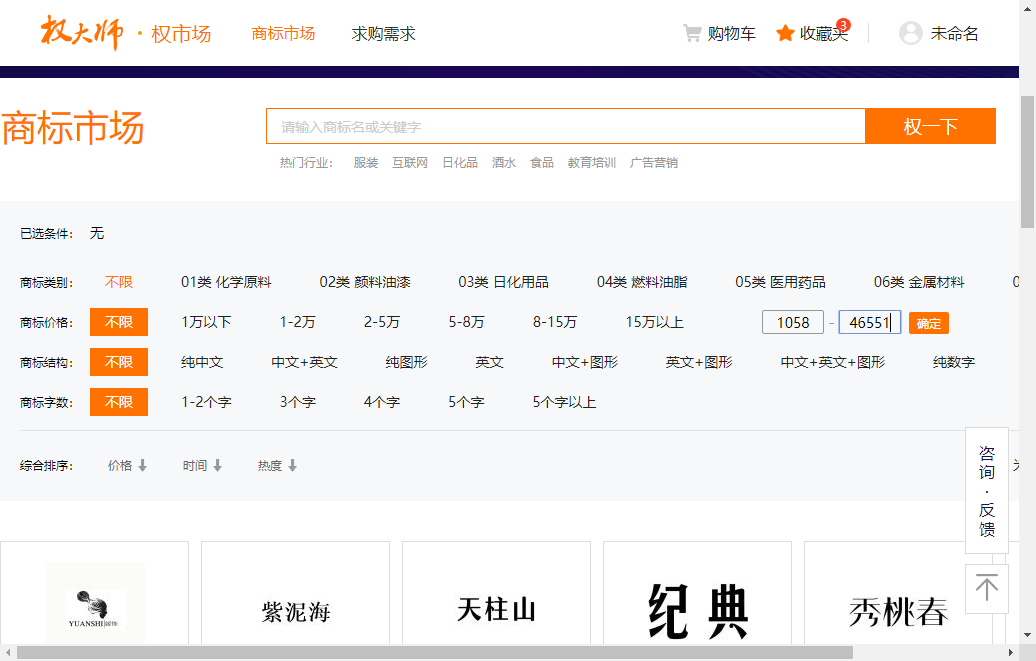 权大师 · 权市场 商标市场 求购需求 购物车 收藏夹 3 未命名
商标市场 请输入商标名或关键字 权一下
热门行业: 服装 互联网 日化品 酒水 食品 教育培训 广告营销
已选条件: 无
商标类别: 不限 01类 化学原料 02类 颜料油漆 03类 日化用品 04类 燃料油脂 05类 医用药品 06类 金属材料 0
商标价格: 不限 1万以下 1-2万 2-5万 5-8万 8-15万 15万以上 1058 - 46551 确定
商标结构: 不限 纯中文 中文+英文 纯图形 英文 中文+图形 英文+图形 中文+英文+图形 纯数字
商标字数: 不限 1-2个字 3个字 4个字 5个字 5个字以上
综合排序: 价格 时间 热度
咨询·反馈
YUANSHI 紫泥海 天柱山 纪典 秀桃春